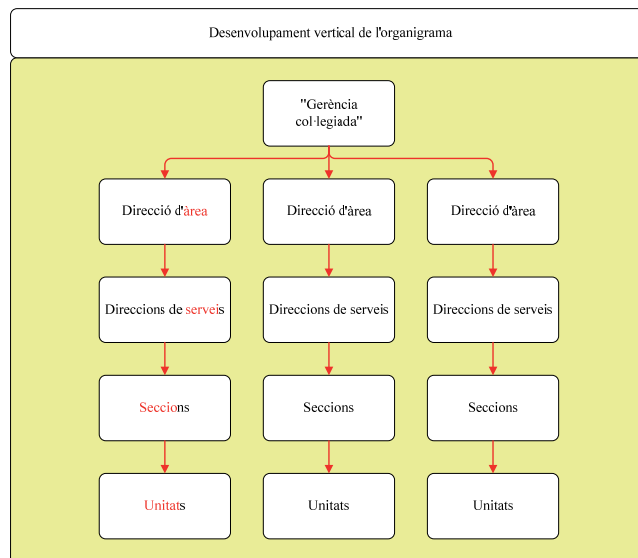 Desenvolupament vertical de l'organigrama
"Gerència
col·legiada"
Direcció d'àrea
Direcció d'àrea
Direcció d'àrea
Direccions de serveis
Direccions de serveis
Direccions de serveis
Seccions
Seccions
Seccions
Unitats
Unitats
Unitats